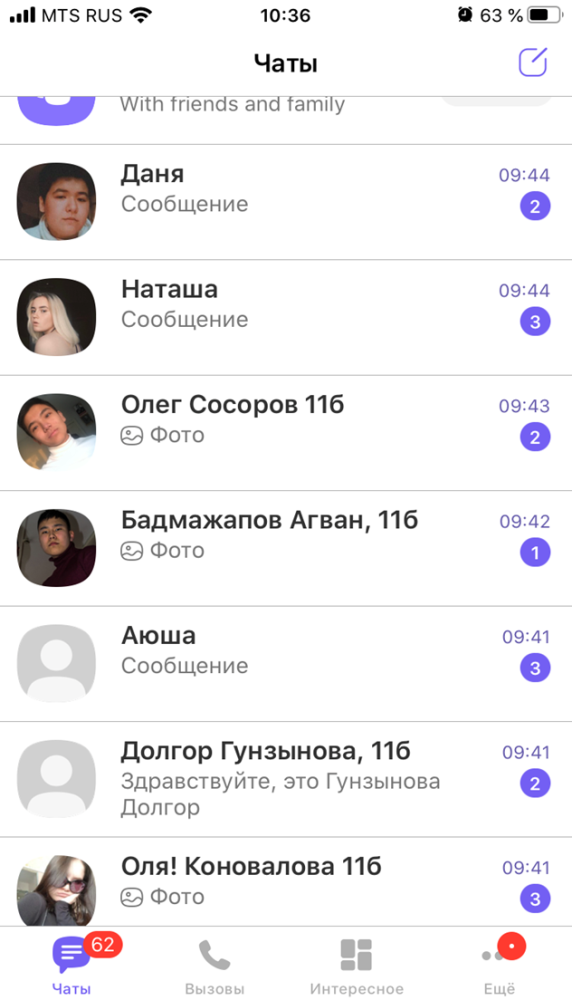 MTS RUS 10:36 63 %
Чаты
With friends and family
Даня 09:44
Сообщение 2
Наташа 09:44
Сообщение 3
Олег Сосоров 11б 09:43
Фото 2
Бадмажапов Агван, 11б 09:42
Фото 1
Аюша 09:41
Сообщение 3
Долгор Гунзынова, 11б 09:41
Здравствуйте, это Гунзынова 2
Долгор
Оля! Коновалова 11б 09:41
Фото 3
62
Чаты Вызовы Интересное Ещё